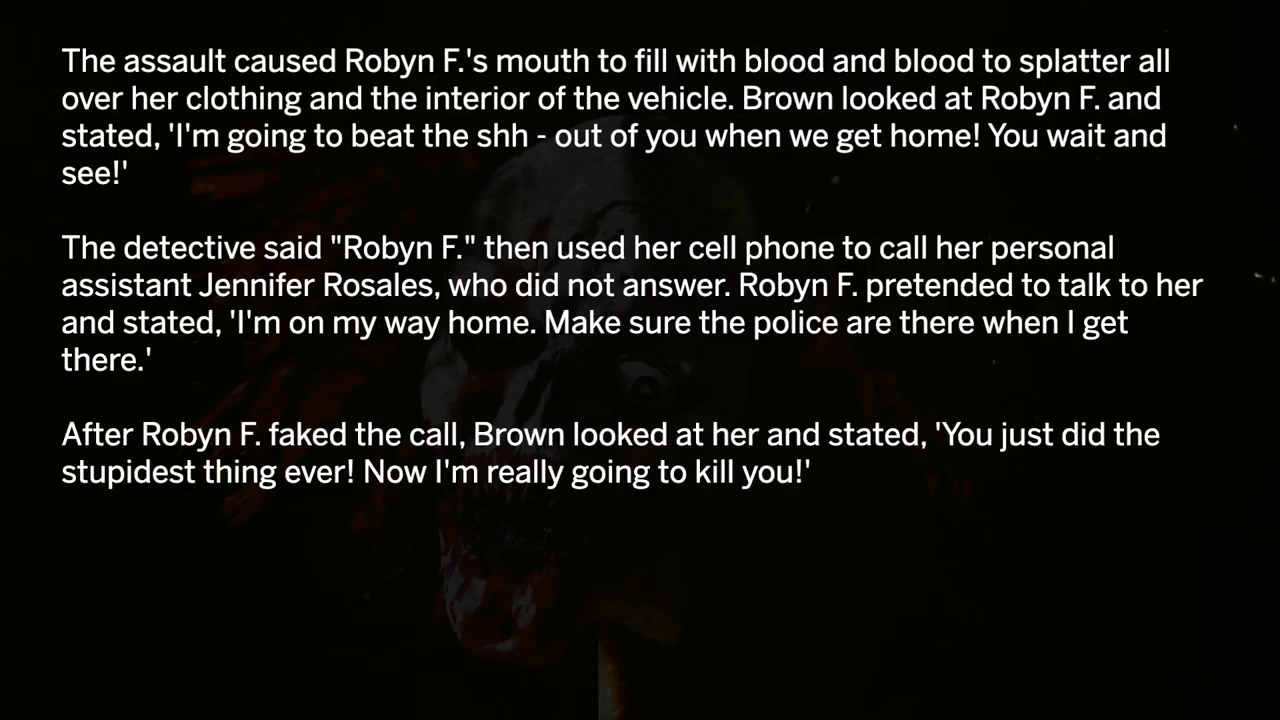 The assault caused Robyn F.'s mouth to fill with blood and blood to splatter all
over her clothing and the interior of the vehicle. Brown looked at Robyn F. and
stated, 'I'm going to beat the shh - out of you when we get home! You wait and
see!'
The detective said "Robyn F." then used her cell phone to call her personal
assistant Jennifer Rosales, who did not answer. Robyn F. pretended to talk to her
and stated, 'I'm on my way home. Make sure the police are there when I get
there.'
After Robyn F. faked the call, Brown looked at her and stated, 'You just did the
stupidest thing ever! Now I'm really going to kill you!'